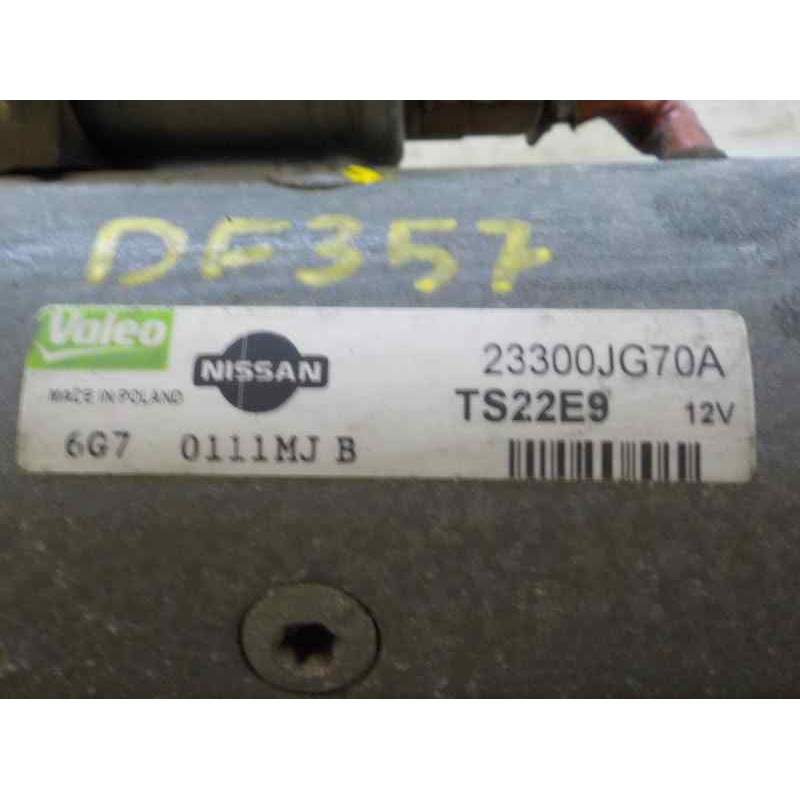 DF357
Valeo
NISSAN
23300JG70A
MADE IN POLAND
TS22E9 12V
6G7 0111MJ B